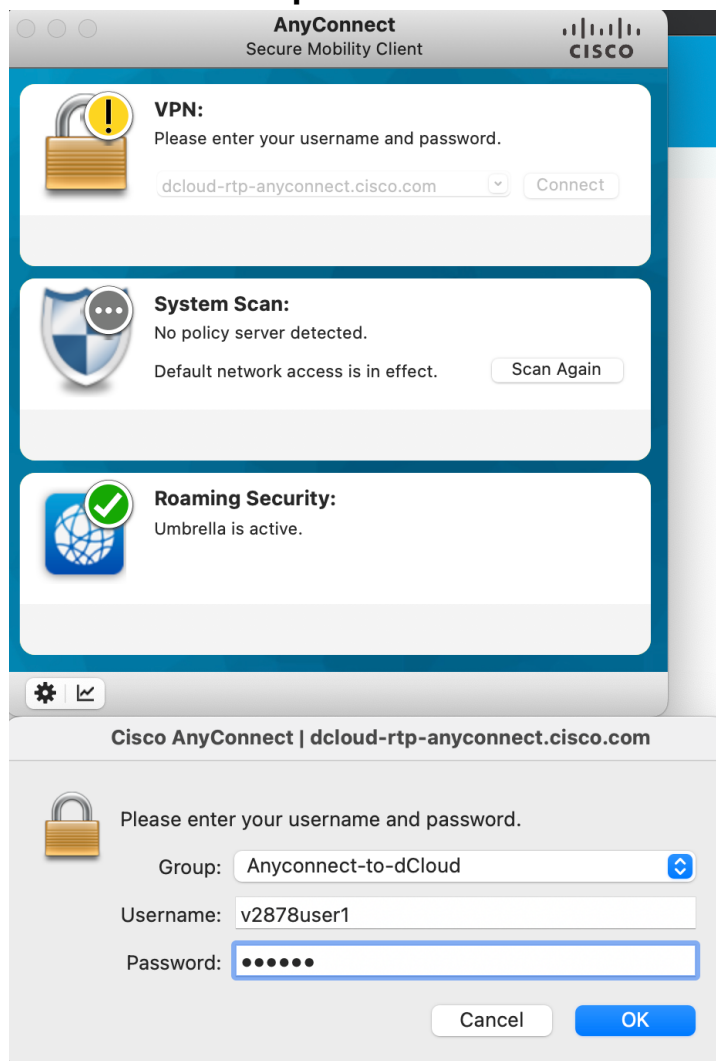 AnyConnect
Secure Mobility Client
CISCO
VPN:
Please enter your username and password.
dcloud-rtp-anyconnect.cisco.com
Connect
System Scan:
No policy server detected.
Default network access is in effect.
Scan Again
Roaming Security:
Umbrella is active.
Cisco AnyConnect | dcloud-rtp-anyconnect.cisco.com
Please enter your username and password.
Group: Anyconnect-to-dCloud
Username: v2878user1
Password: ••••••
Cancel OK